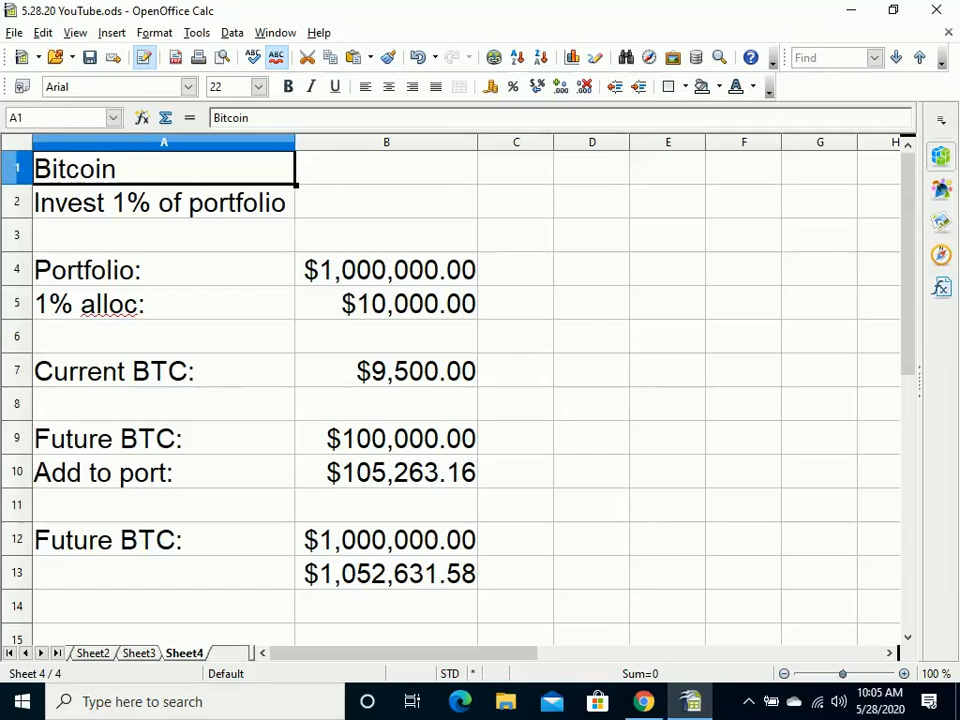 5.28.20 YouTube.ods - OpenOffice Calc
File Edit View Insert Format Tools Data Window Help
Find
Arial 22 B I U
A1 Bitcoin
A B C D E F G H
1 Bitcoin
2 Invest 1% of portfolio
3
4 Portfolio: $1,000,000.00
5 1% alloc: $10,000.00
6
7 Current BTC: $9,500.00
8
9 Future BTC: $100,000.00
10 Add to port: $105,263.16
11
12 Future BTC: $1,000,000.00
13 $1,052,631.58
14
15
Sheet2 Sheet3 Sheet4
Sheet 4 / 4 Default STD * Sum=0 100 %
Type here to search
10:05 AM
5/28/2020